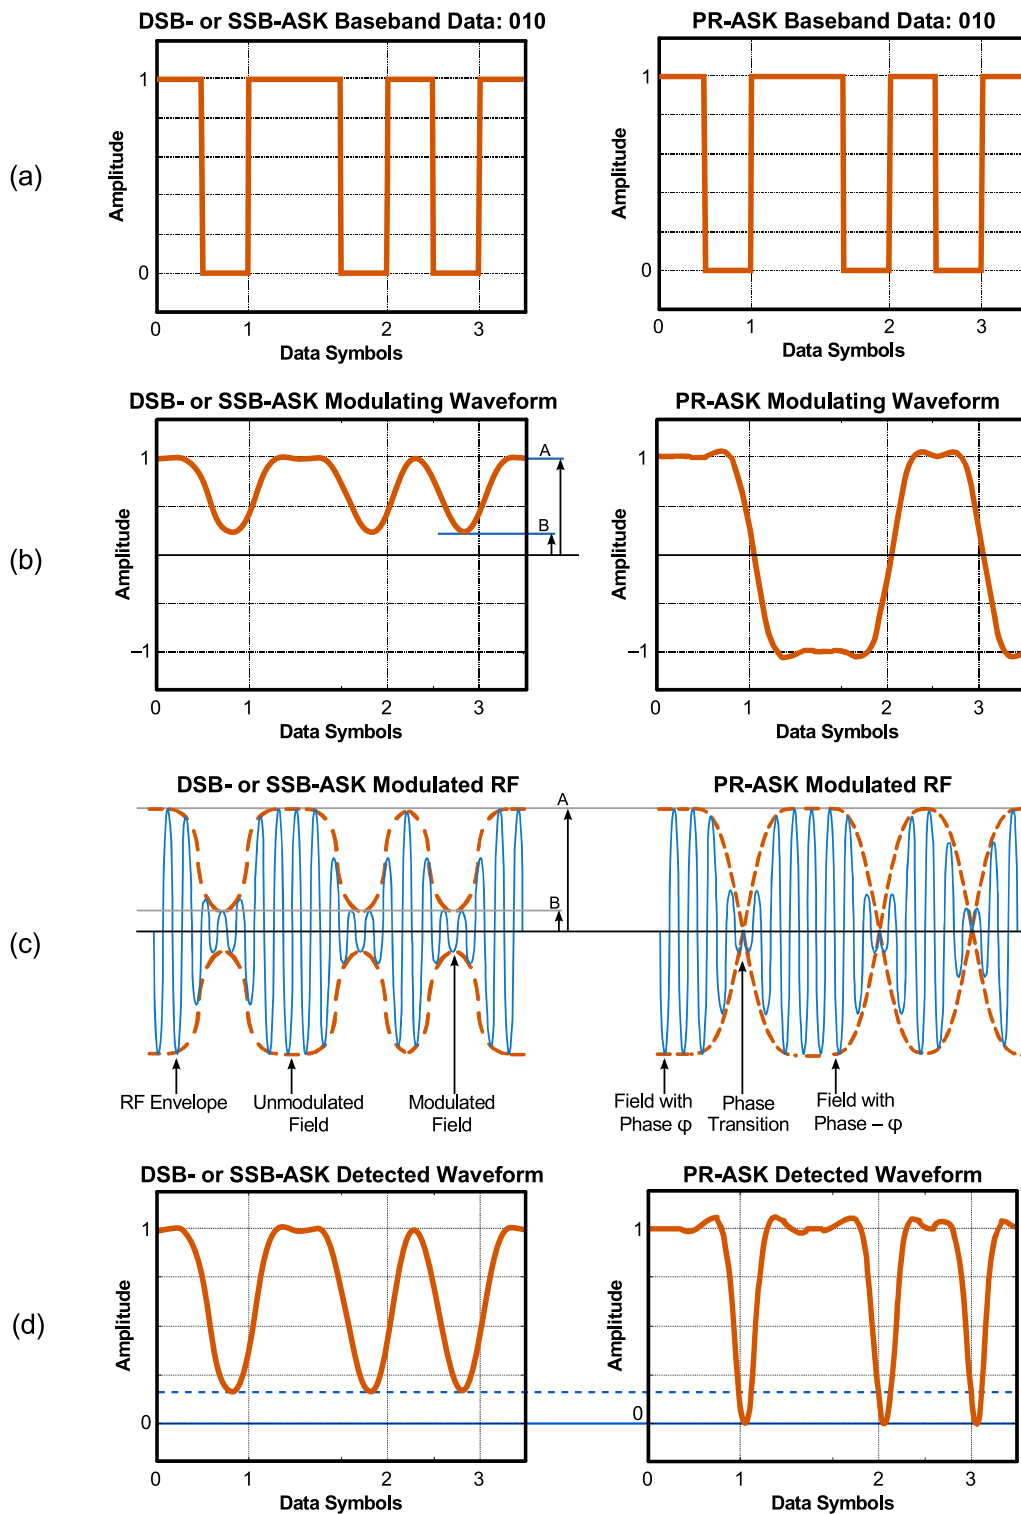 DSB- or SSB-ASK Baseband Data: 010
PR-ASK Baseband Data: 010
(a)
Amplitude
1
0
0
1
2
3
Data Symbols
Amplitude
1
0
0
1
2
3
Data Symbols
DSB- or SSB-ASK Modulating Waveform
PR-ASK Modulating Waveform
(b)
Amplitude
1
–1
A
B
0
1
2
3
Data Symbols
Amplitude
1
–1
0
1
2
3
Data Symbols
DSB- or SSB-ASK Modulated RF
PR-ASK Modulated RF
(c)
A
B
RF Envelope
Unmodulated
Field
Modulated
Field
Field with
Phase φ
Phase
Transition
Field with
Phase – φ
DSB- or SSB-ASK Detected Waveform
PR-ASK Detected Waveform
(d)
Amplitude
1
0
0
1
2
3
Data Symbols
Amplitude
1
0
0
1
2
3
Data Symbols